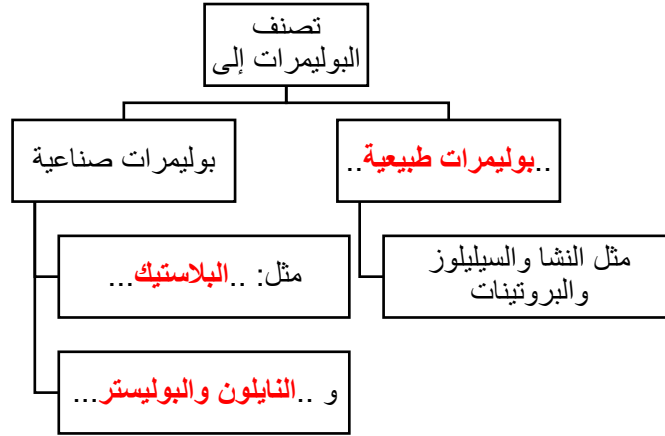 تصنف
البوليمرات إلى
..بوليمرات طبيعية..
بوليمرات صناعية
مثل النشا والسيليلوز
والبروتينات
مثل: ..البلاستيك...
و ..النايلون والبوليستر...